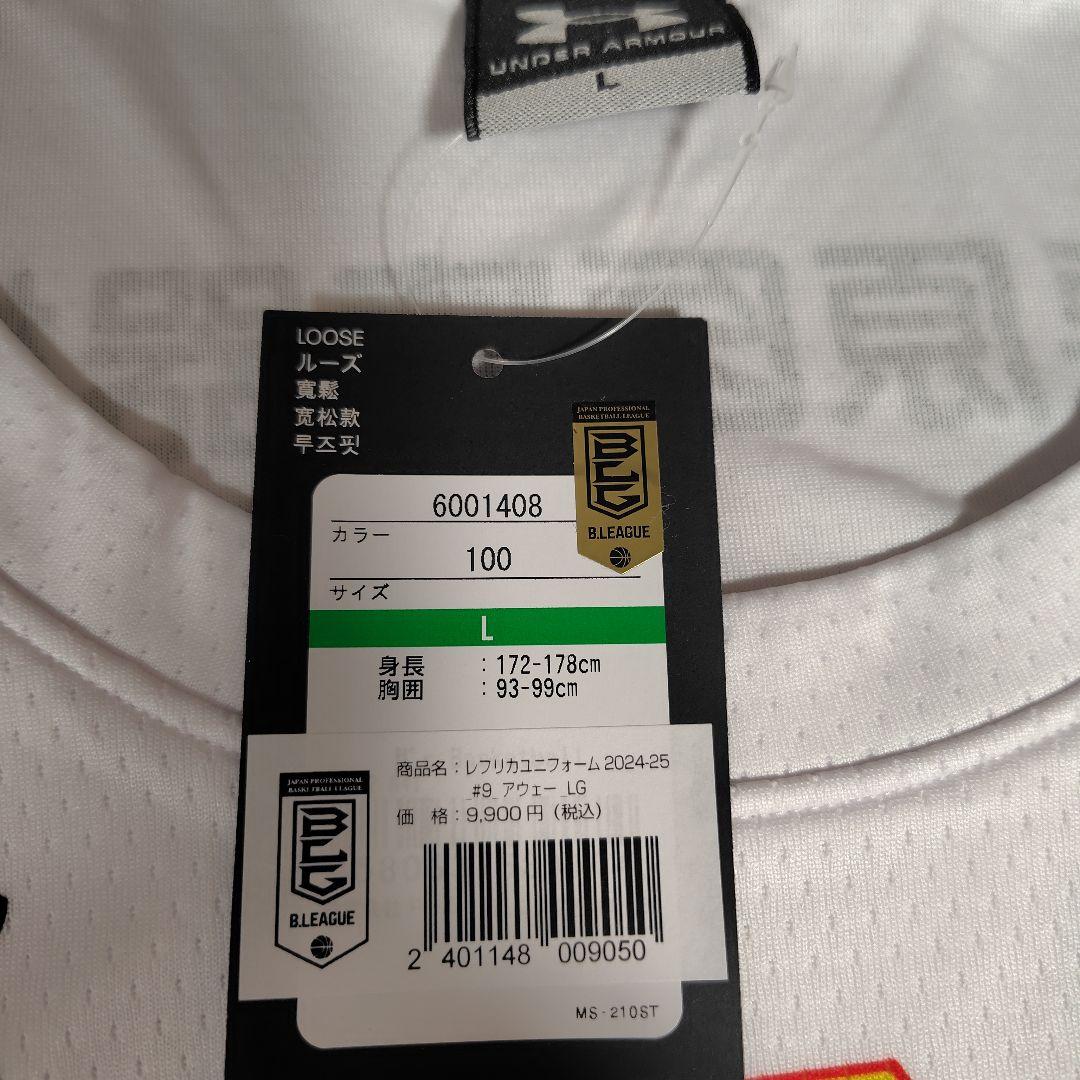 UNDER ARMOUR
L
LOOSE
ルーズ
寬鬆
宽松款
루즈핏
JAPAN PROFESSIONAL
BASKETBALL LEAGUE
BLG
B.LEAGUE
6001408
カラー
100
サイズ
L
身長 : 172-178cm
胸囲 : 93-99cm
JAPAN PROFESSIONAL
BASKETBALL LEAGUE
BLG
B.LEAGUE
商品名：レプリカユニフォーム 2024-25
_#9_アウェー_LG
価 格：9,900 円（税込）
2 401148 009050
MS-210ST